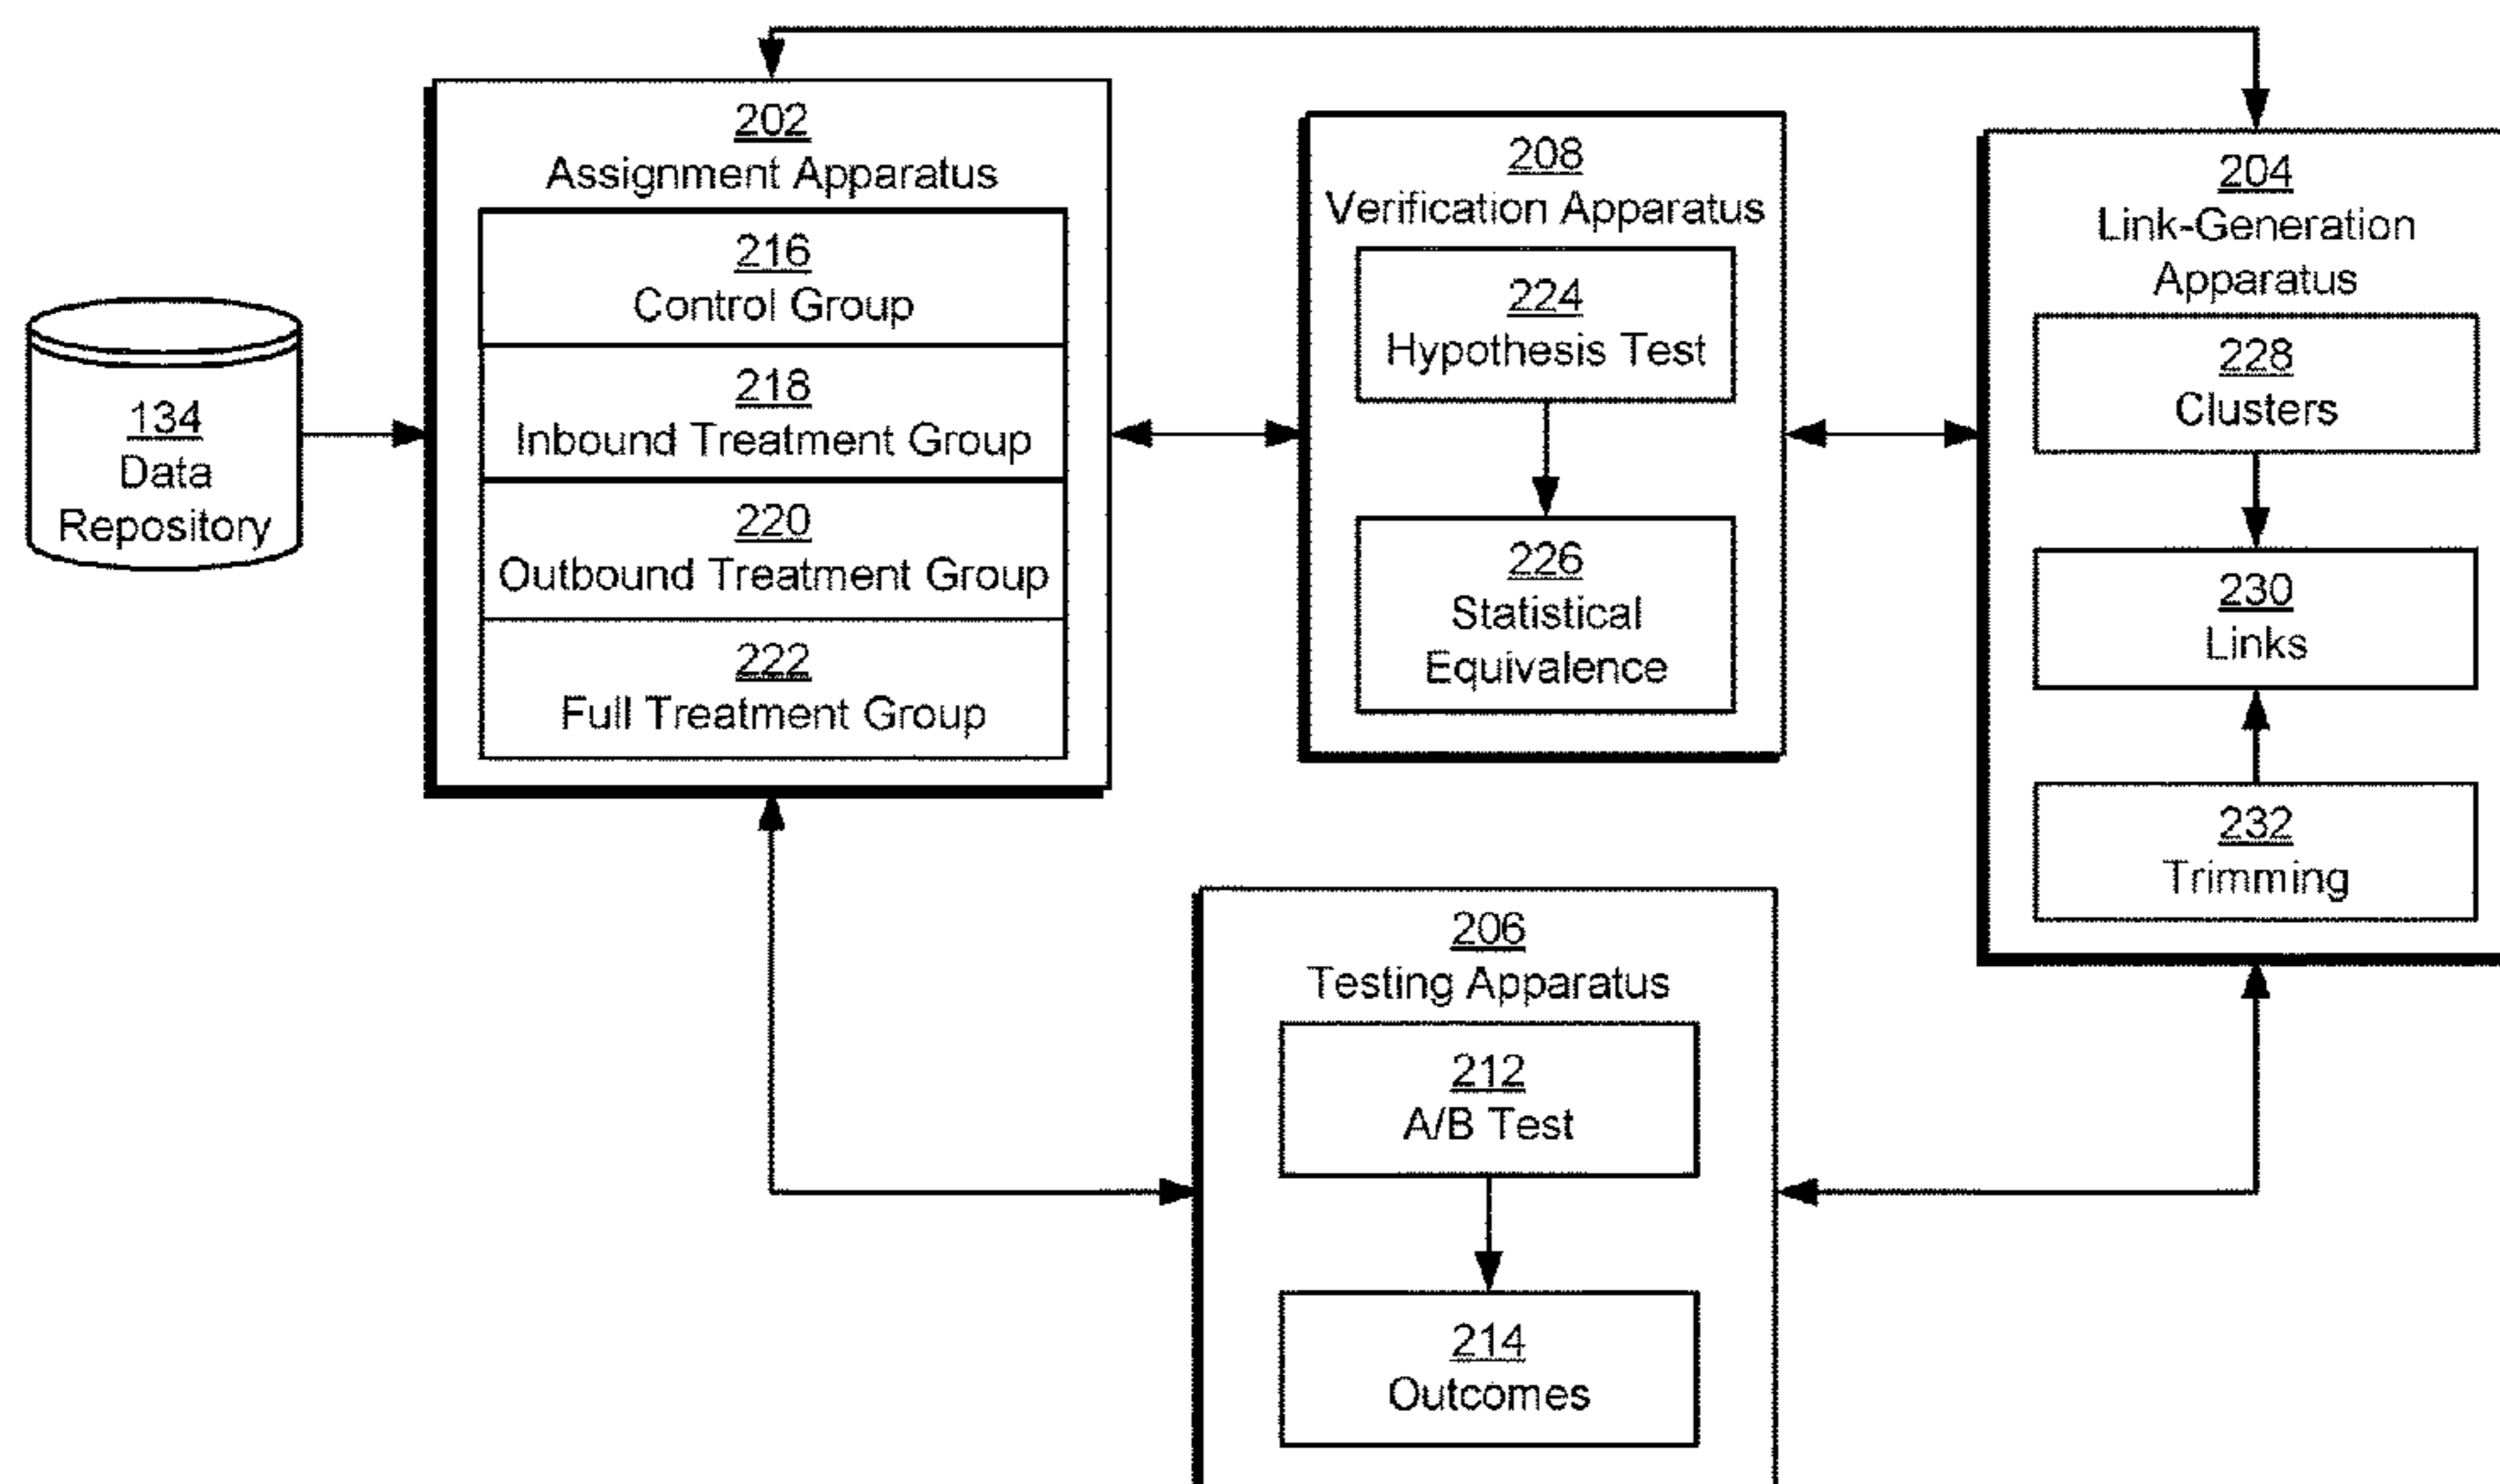 134
Data
Repository
202
Assignment Apparatus
216
Control Group
218
Inbound Treatment Group
220
Outbound Treatment Group
222
Full Treatment Group
208
Verification Apparatus
224
Hypothesis Test
226
Statistical
Equivalence
204
Link-Generation
Apparatus
228
Clusters
230
Links
232
Trimming
206
Testing Apparatus
212
A/B Test
214
Outcomes